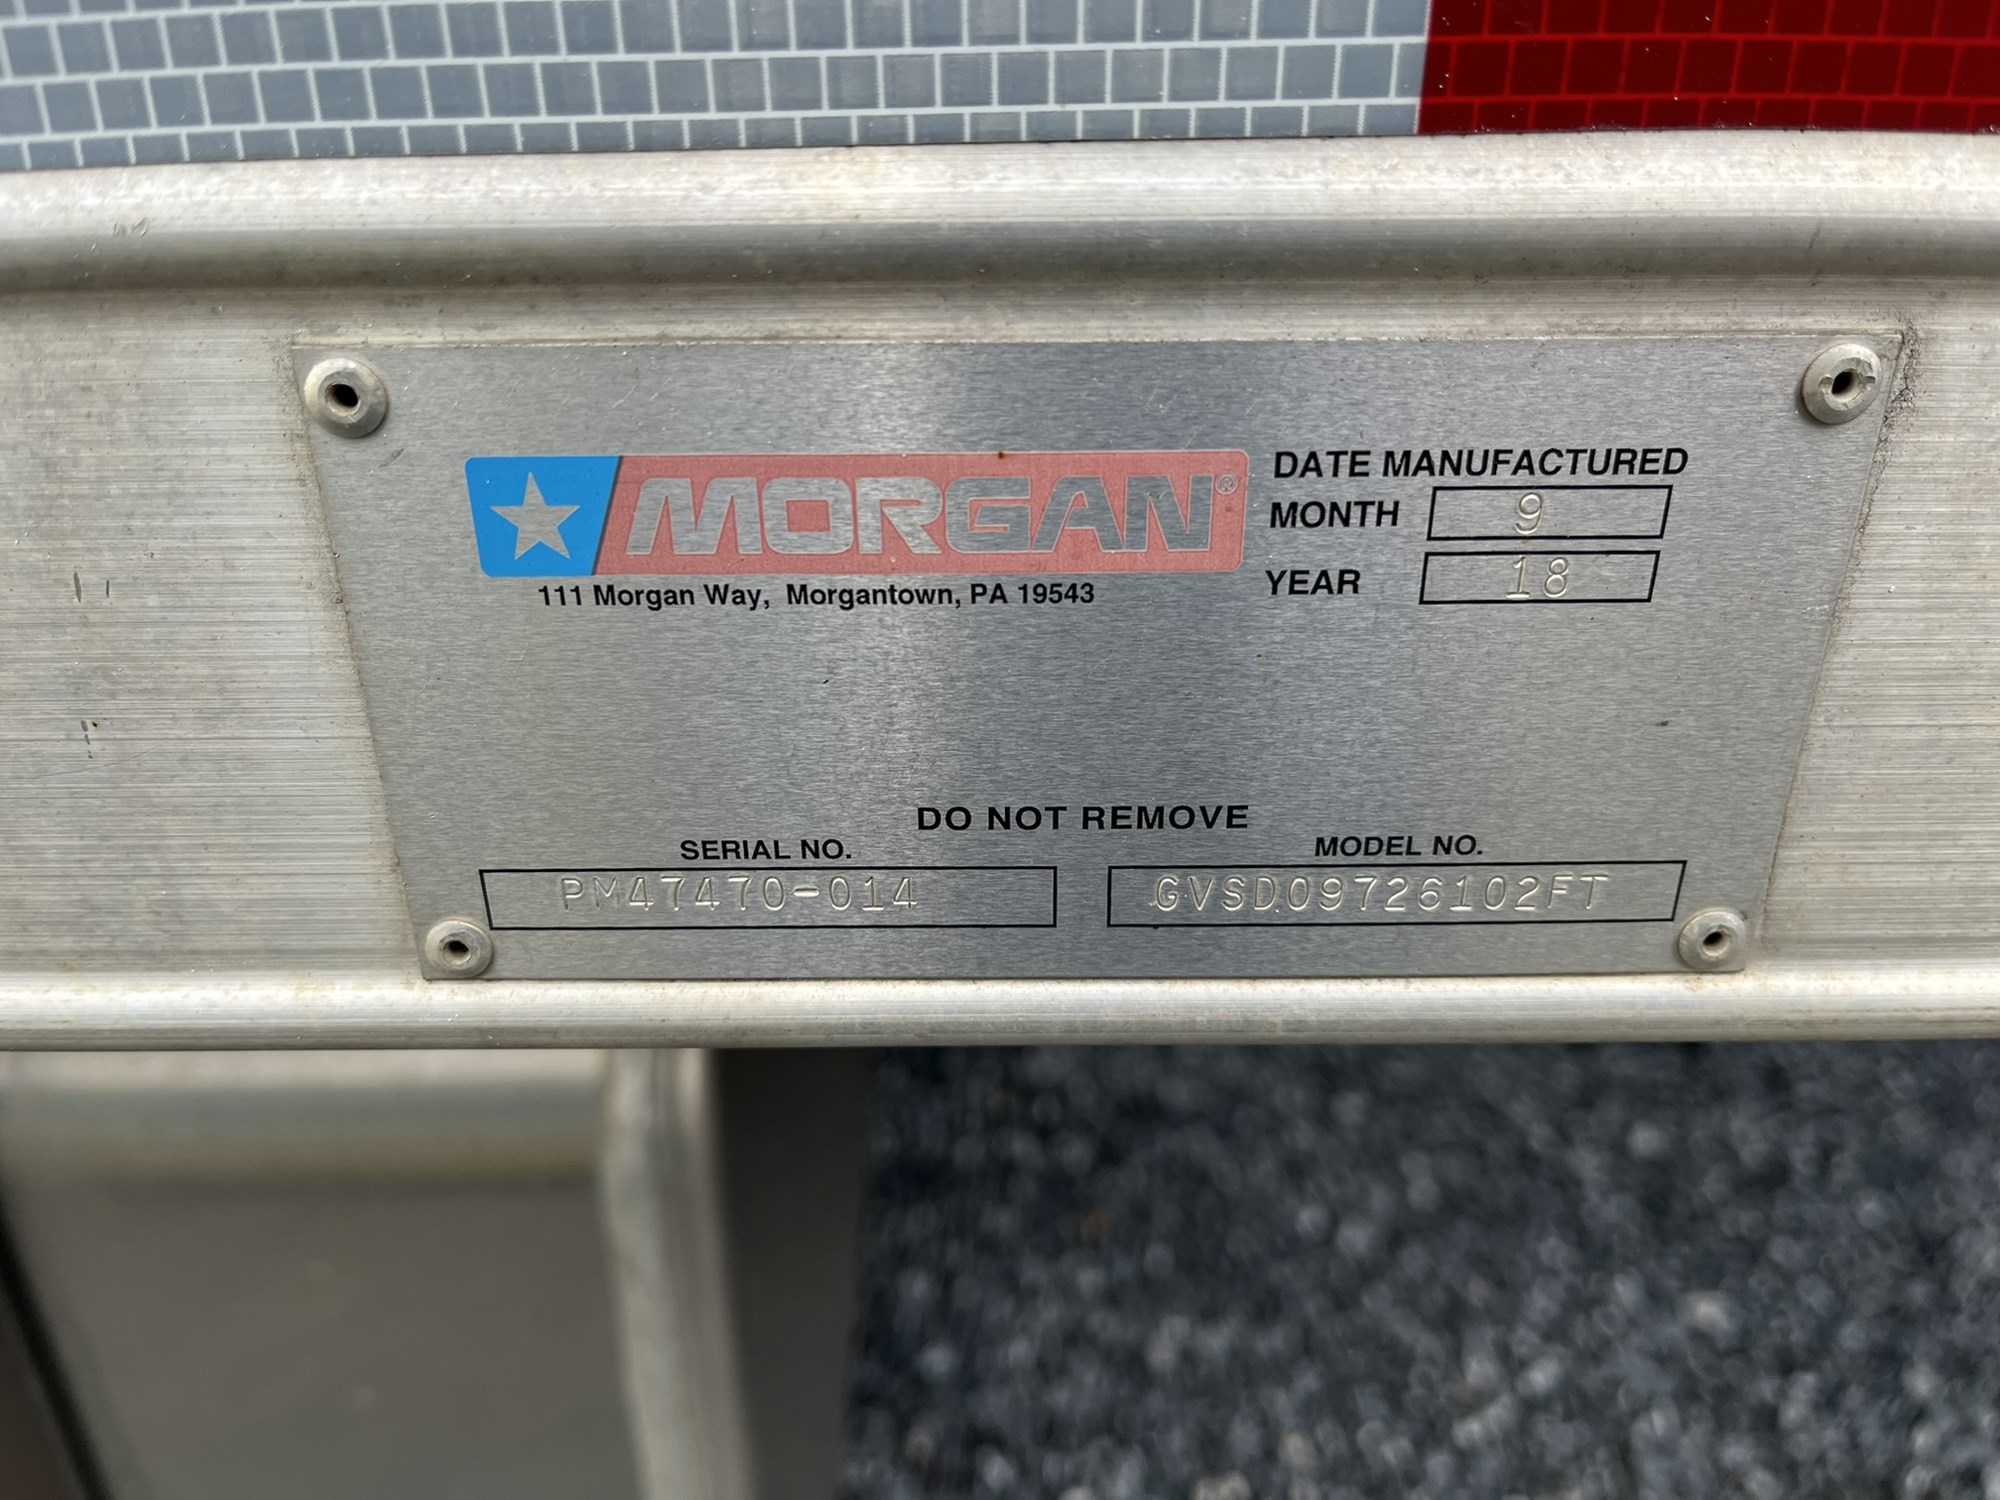 MORGAN®
111 Morgan Way, Morgantown, PA 19543
DATE MANUFACTURED
MONTH 9
YEAR 18
DO NOT REMOVE
SERIAL NO.
PM47470-014
MODEL NO.
GVSD09726102FT